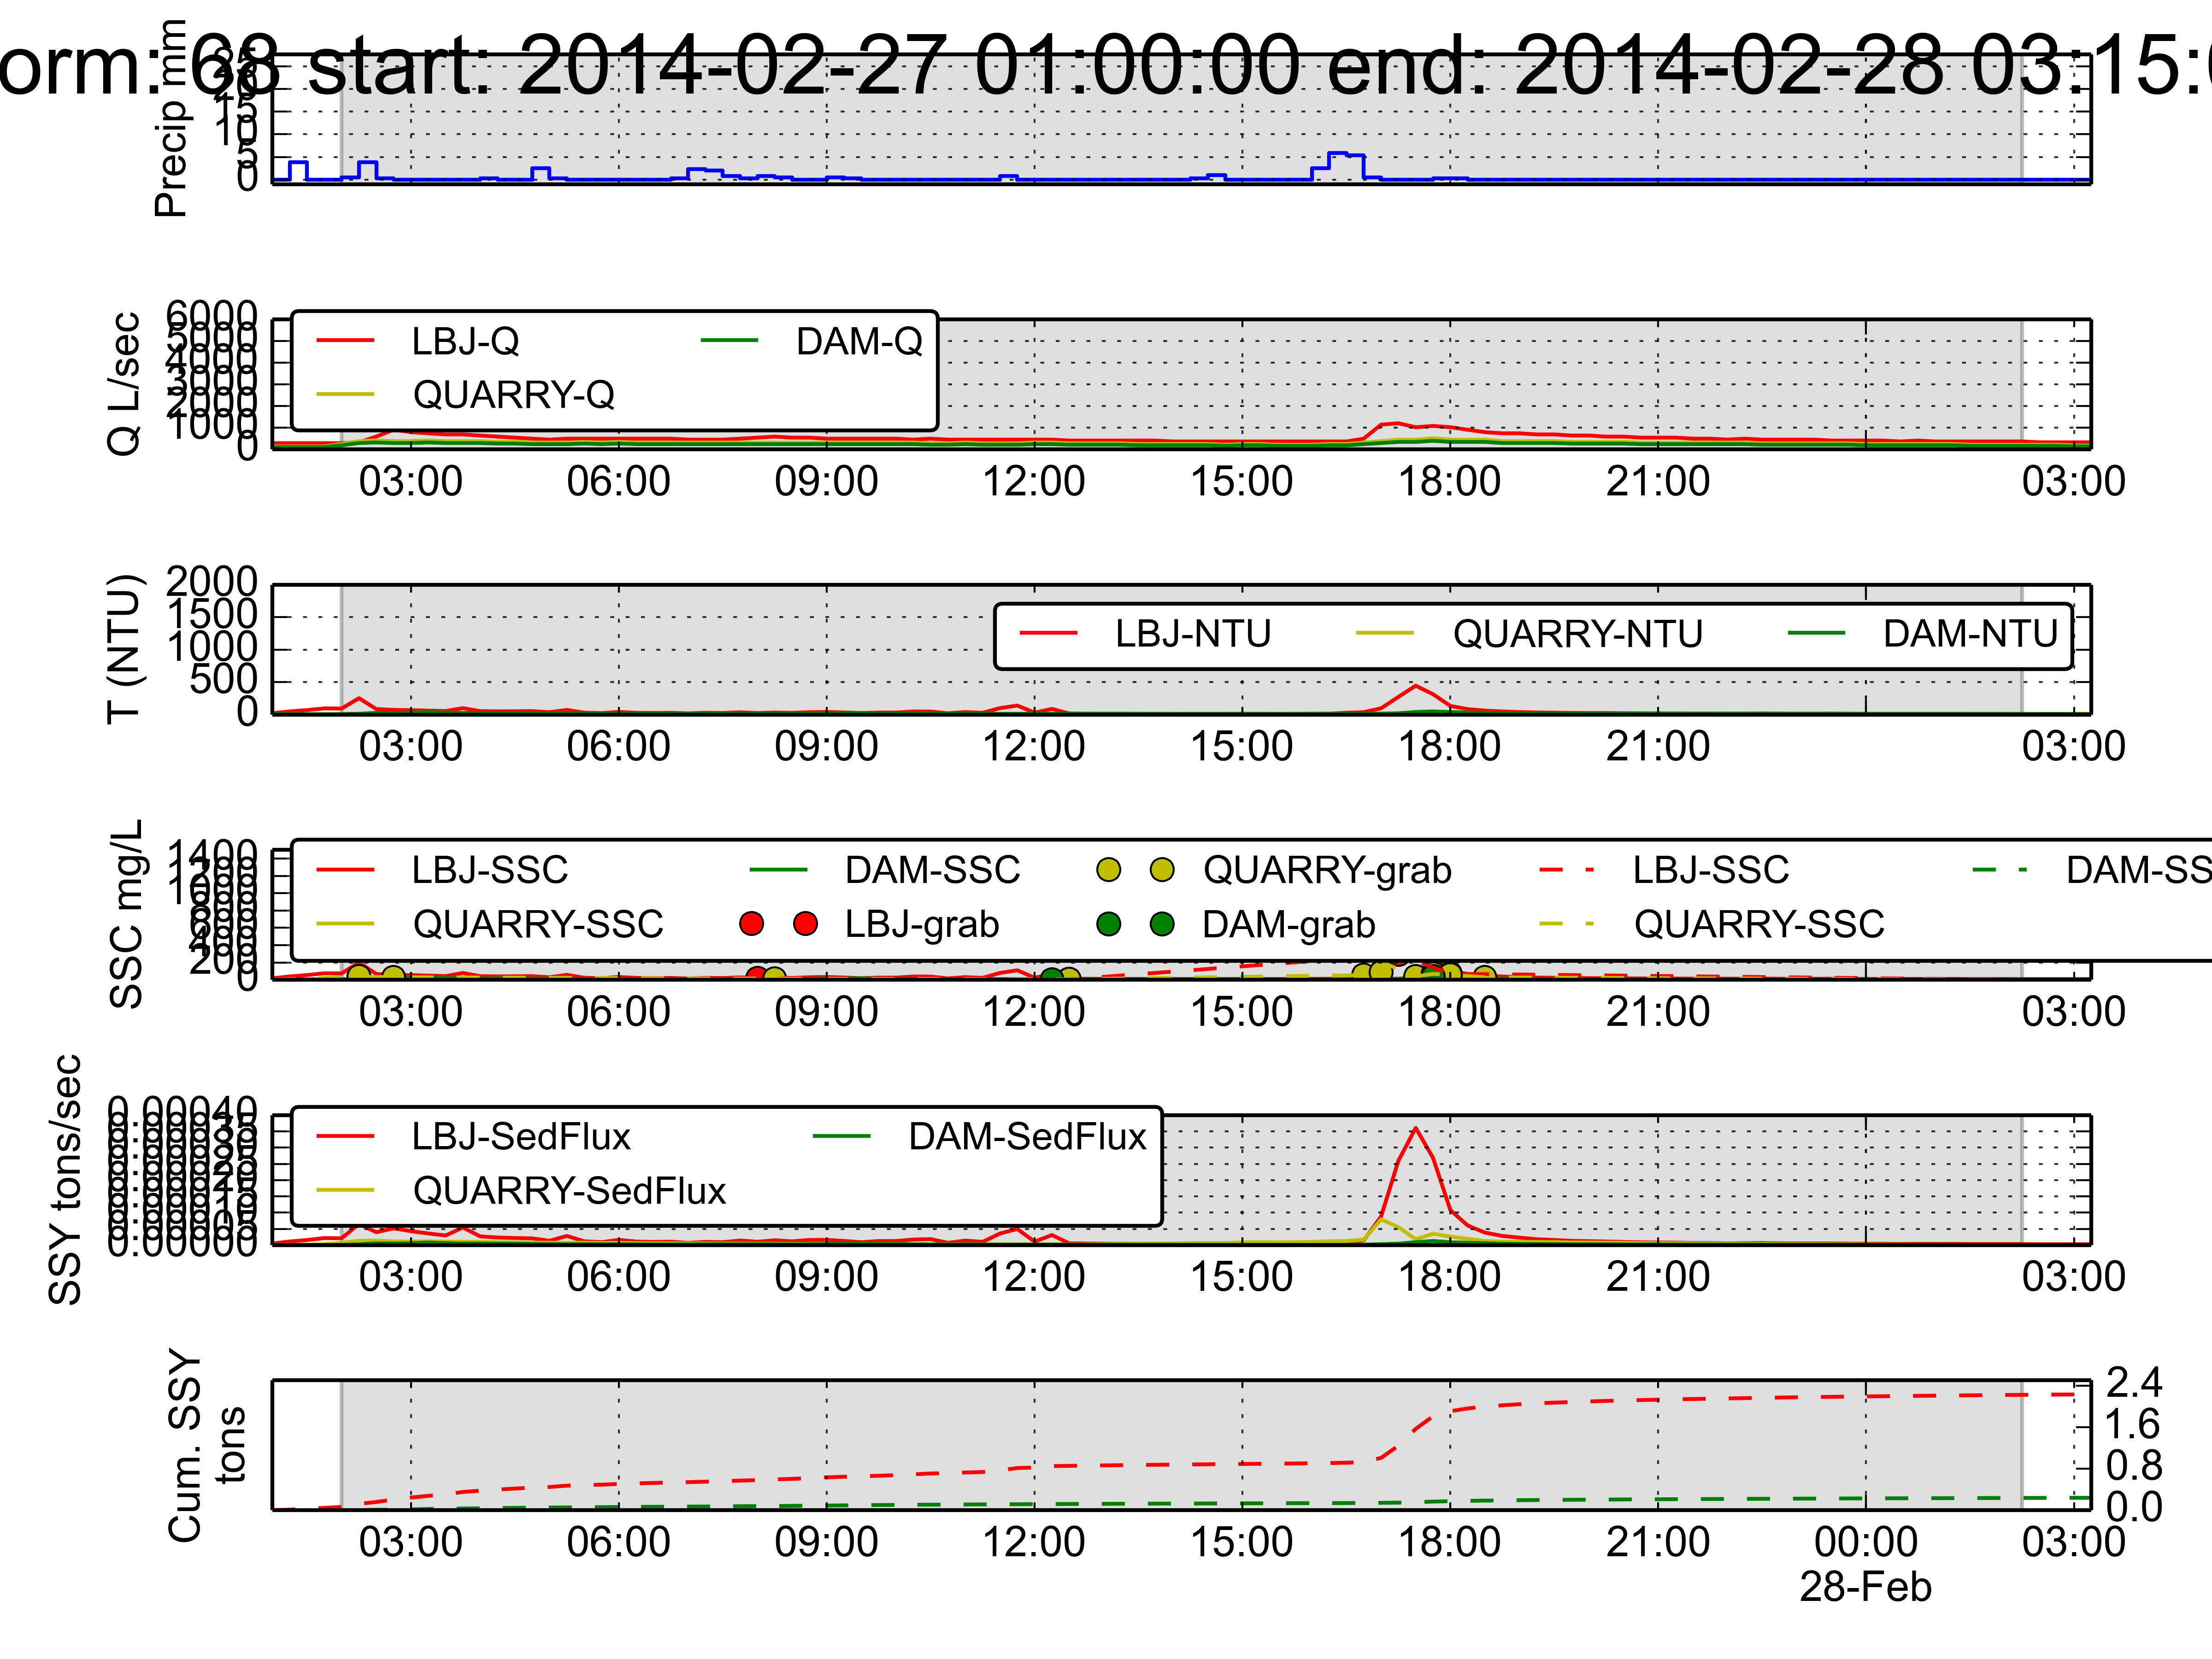 orm: 68 start: 2014-02-27 01:00:00 end: 2014-02-28 03:15:0
Precip mm
25
20
15
10
5
0
Q L/sec
6000
5000
4000
3000
2000
1000
0
LBJ-Q DAM-Q
QUARRY-Q
03:00 06:00 09:00 12:00 15:00 18:00 21:00 03:00
T (NTU)
2000
1500
1000
500
0
LBJ-NTU QUARRY-NTU DAM-NTU
03:00 06:00 09:00 12:00 15:00 18:00 21:00 03:00
SSC mg/L
1400
1200
1000
800
600
400
200
0
LBJ-SSC DAM-SSC QUARRY-grab LBJ-SSC DAM-SS
QUARRY-SSC LBJ-grab DAM-grab QUARRY-SSC
03:00 06:00 09:00 12:00 15:00 18:00 21:00 03:00
SSY tons/sec
0.00040
0.00035
0.00030
0.00025
0.00020
0.00015
0.00010
0.00005
0.00000
LBJ-SedFlux DAM-SedFlux
QUARRY-SedFlux
03:00 06:00 09:00 12:00 15:00 18:00 21:00 03:00
Cum. SSY
tons
2.4
1.6
0.8
0.0
03:00 06:00 09:00 12:00 15:00 18:00 21:00 00:00 03:00
28-Feb